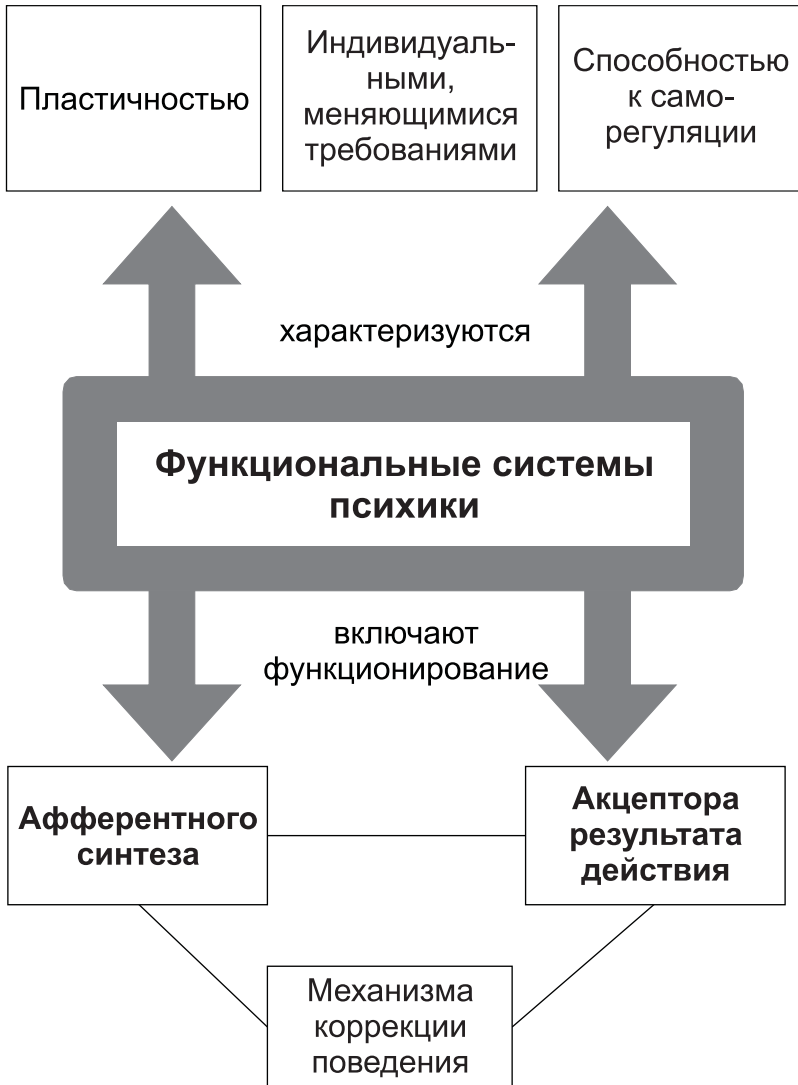 Пластичностью
Индивидуаль-
ными,
меняющимися
требованиями
Способностью
к само-
регуляции
характеризуются
Функциональные системы
психики
включают
функционирование
Афферентного
синтеза
Акцептора
результата
действия
Механизма
коррекции
поведения